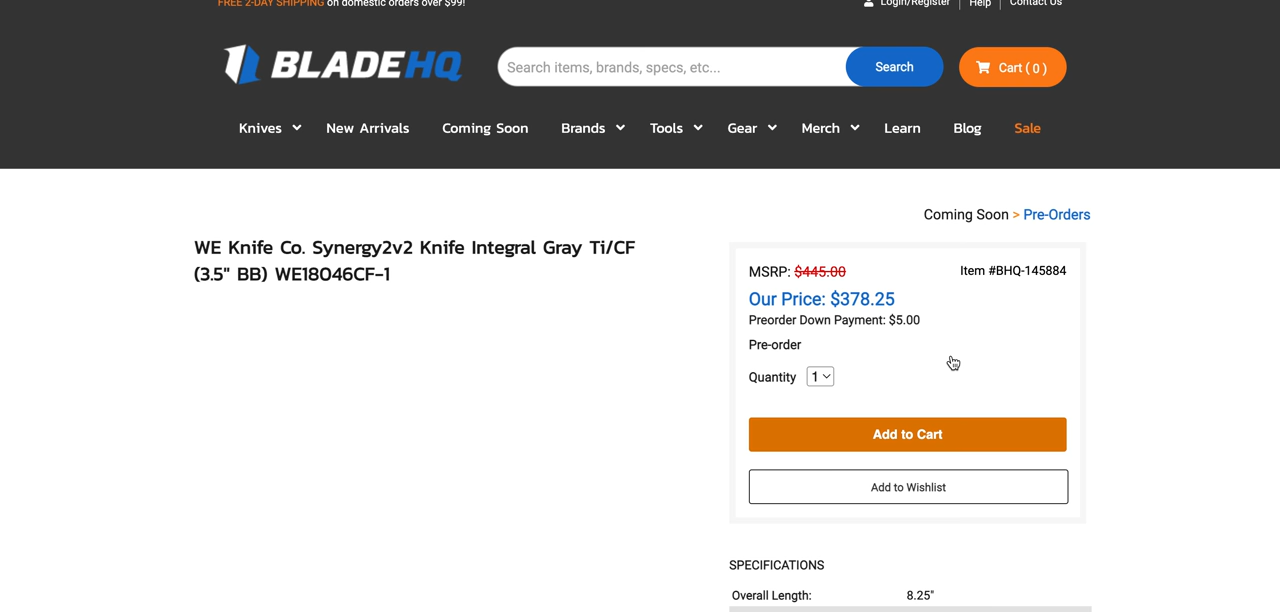 FREE 2-DAY SHIPPING on domestic orders over $99!
Login/Register Help Contact Us
BLADEHQ
Search items, brands, specs, etc...
Search
Cart ( 0 )
Knives New Arrivals Coming Soon Brands Tools Gear Merch Learn Blog Sale
Coming Soon > Pre-Orders
WE Knife Co. Synergy2v2 Knife Integral Gray Ti/CF
(3.5" BB) WE18046CF-1
MSRP: $445.00 Item #BHQ-145884
Our Price: $378.25
Preorder Down Payment: $5.00
Pre-order
Quantity 1
Add to Cart
Add to Wishlist
SPECIFICATIONS
Overall Length: 8.25"